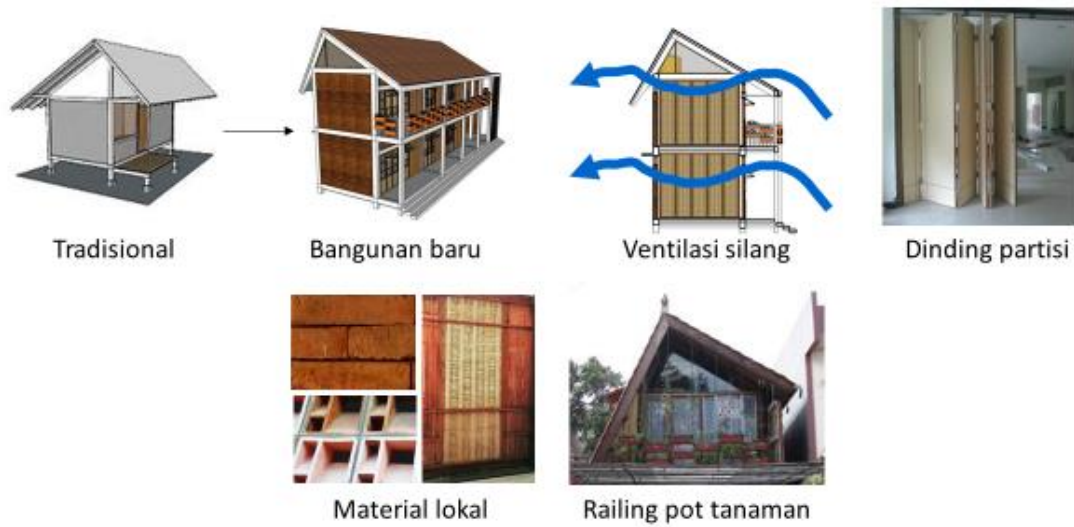 Tradisional
Bangunan baru
Ventilasi silang
Dinding partisi
Material lokal
Railing pot tanaman